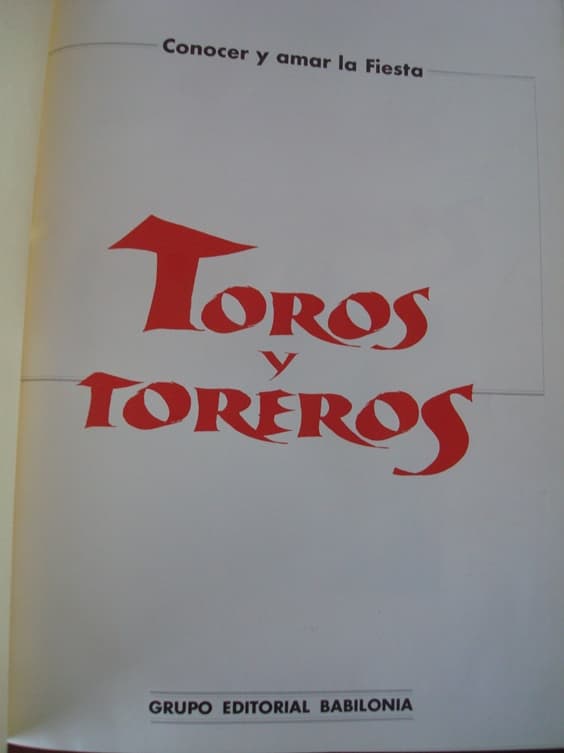 Conocer y amar la Fiesta
TOROS
Y
TOREROS
GRUPO EDITORIAL BABILONIA